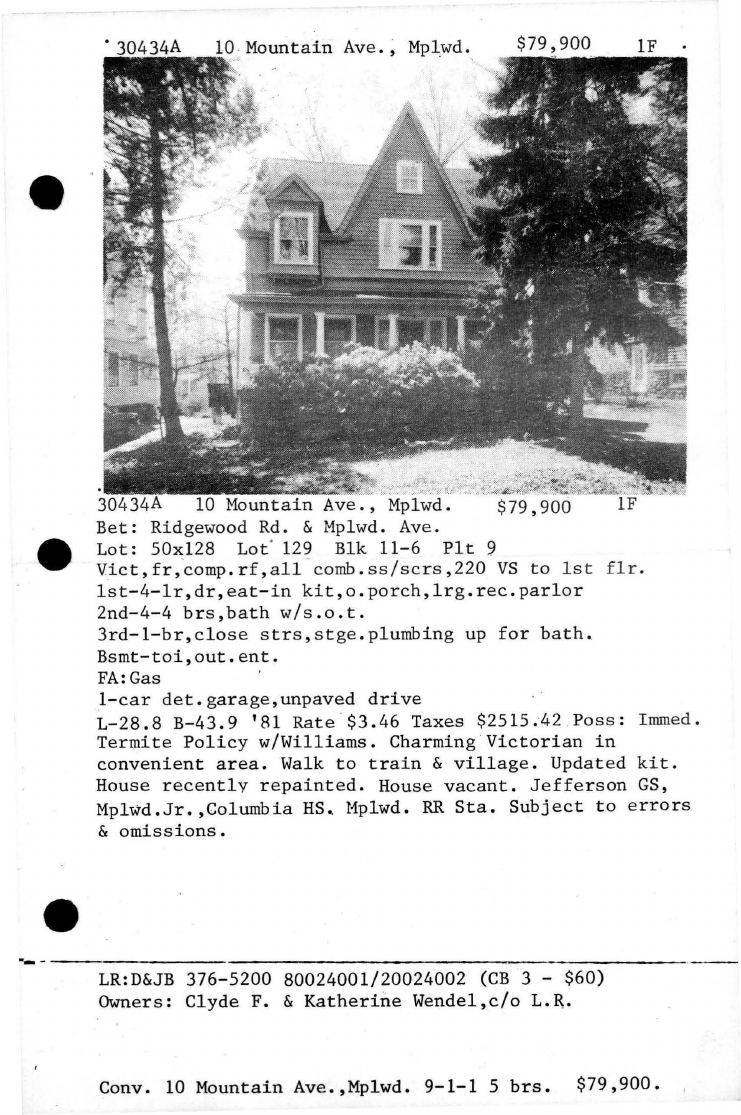 30434A 10 Mountain Ave., Mplwd. $79,900 1F
30434A 10 Mountain Ave., Mplwd. $79,900 1F
Bet: Ridgewood Rd. & Mplwd. Ave.
Lot: 50x128 Lot 129 Blk 11-6 Plt 9
Vict,fr,comp.rf,all comb.ss/scrs,220 VS to 1st flr.
1st-4-lr,dr,eat-in kit,o.porch,lrg.rec.parlor
2nd-4-4 brs,bath w/s.o.t.
3rd-1-br,close strs,stge.plumbing up for bath.
Bsmt-toi,out.ent.
FA:Gas
1-car det.garage,unpaved drive
L-28.8 B-43.9 '81 Rate $3.46 Taxes $2515.42 Poss: Immed.
Termite Policy w/Williams. Charming Victorian in
convenient area. Walk to train & village. Updated kit.
House recently repainted. House vacant. Jefferson GS,
Mplwd.Jr.,Columbia HS. Mplwd. RR Sta. Subject to errors
& omissions.
LR:D&JB 376-5200 80024001/20024002 (CB 3 - $60)
Owners: Clyde F. & Katherine Wendel,c/o L.R.
Conv. 10 Mountain Ave.,Mplwd. 9-1-1 5 brs. $79,900.